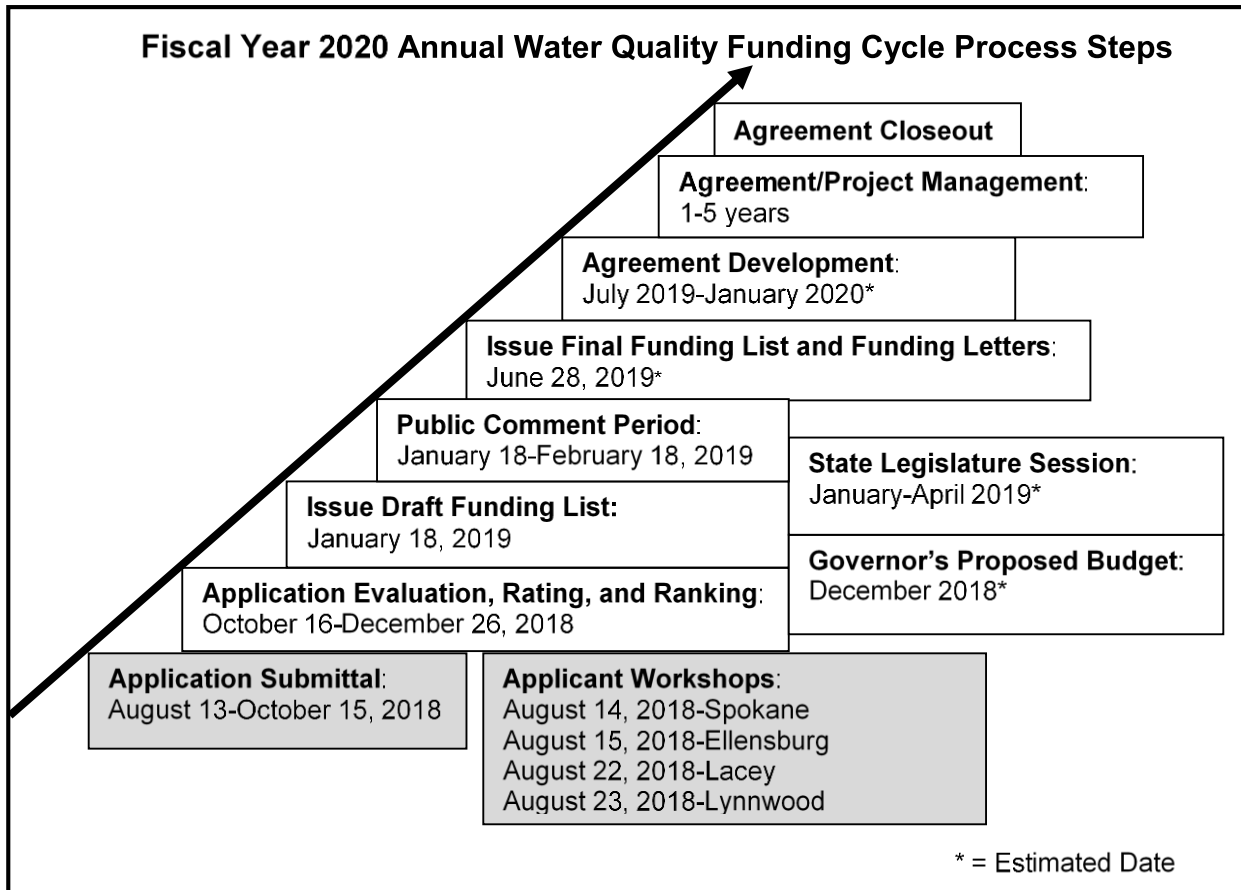 Fiscal Year 2020 Annual Water Quality Funding Cycle Process Steps
Agreement Closeout
Agreement/Project Management:
1-5 years
Agreement Development:
July 2019-January 2020*
Issue Final Funding List and Funding Letters:
June 28, 2019*
Public Comment Period:
January 18-February 18, 2019
State Legislature Session:
January-April 2019*
Issue Draft Funding List:
January 18, 2019
Governor's Proposed Budget:
December 2018*
Application Evaluation, Rating, and Ranking:
October 16-December 26, 2018
Application Submittal:
August 13-October 15, 2018
Applicant Workshops:
August 14, 2018-Spokane
August 15, 2018-Ellensburg
August 22, 2018-Lacey
August 23, 2018-Lynnwood
* = Estimated Date